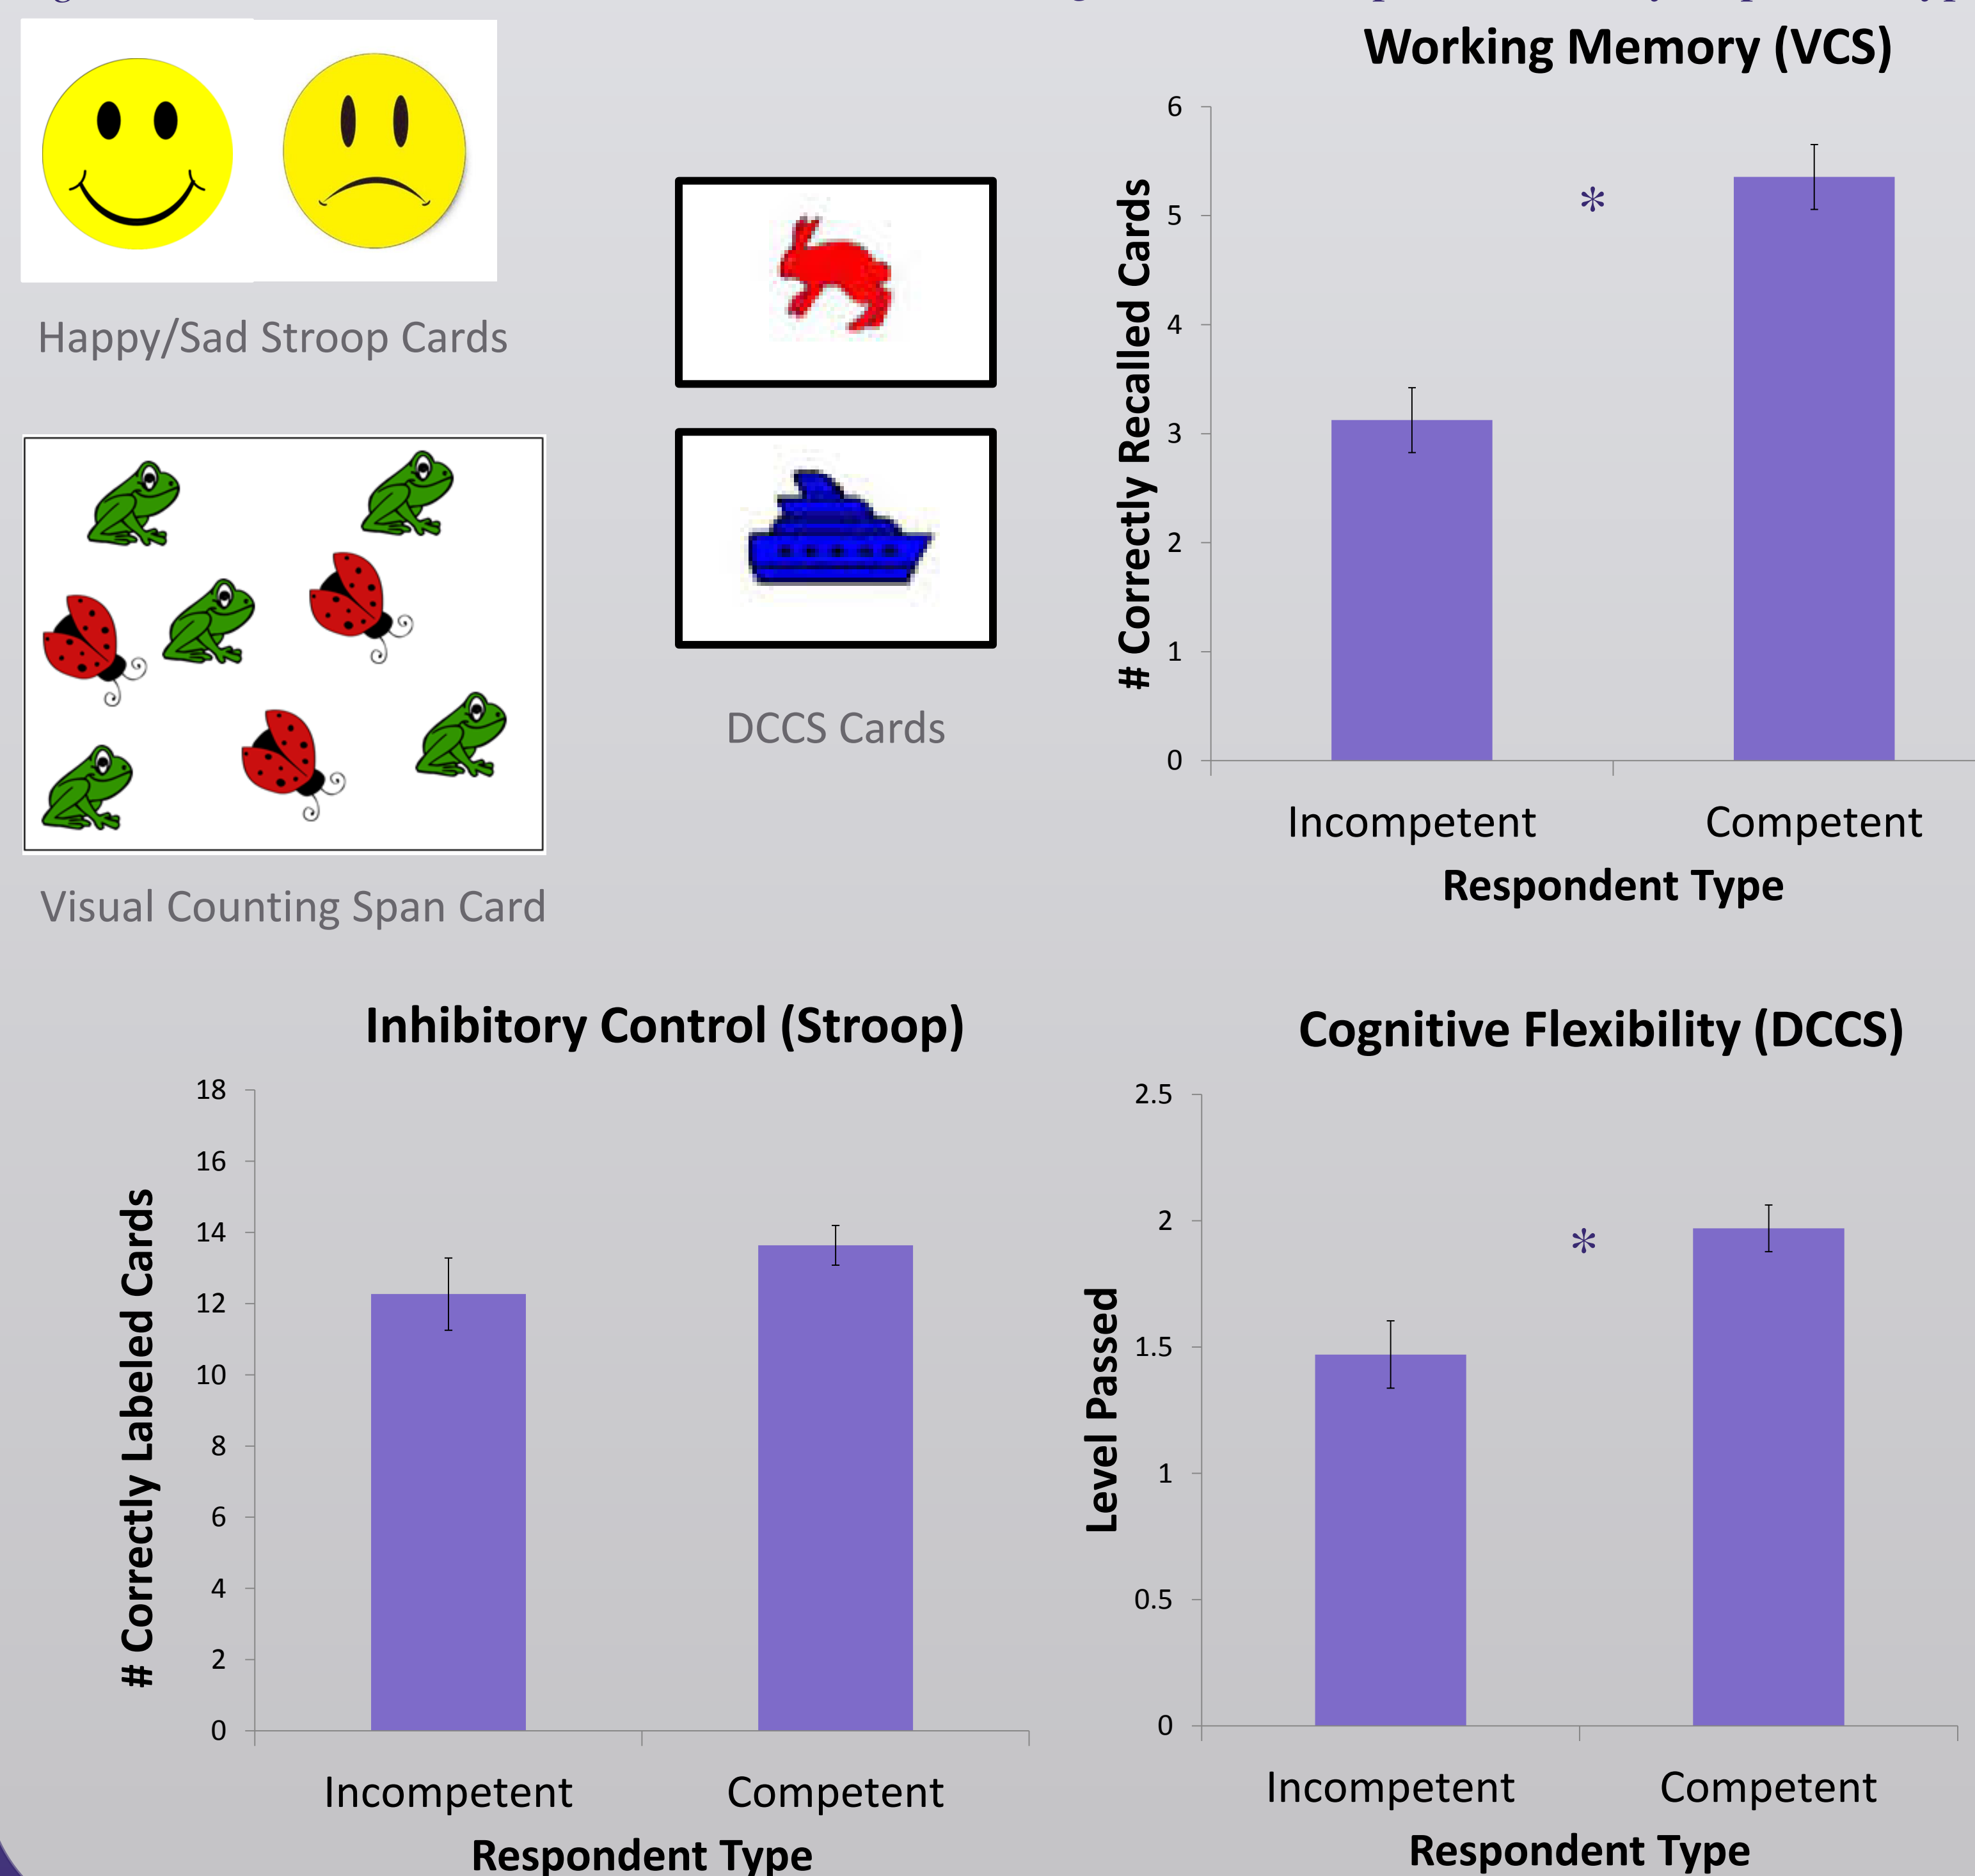 Happy/Sad Stroop Cards
Visual Counting Span Card
DCCS Cards
Working Memory (VCS)
# Correctly Recalled Cards
6
5
4
3
2
1
0
*
Incompetent
Competent
Respondent Type
Inhibitory Control (Stroop)
# Correctly Labeled Cards
18
16
14
12
10
8
6
4
2
0
Incompetent
Competent
Respondent Type
Cognitive Flexibility (DCCS)
Level Passed
2.5
2
1.5
1
0.5
0
*
Incompetent
Competent
Respondent Type